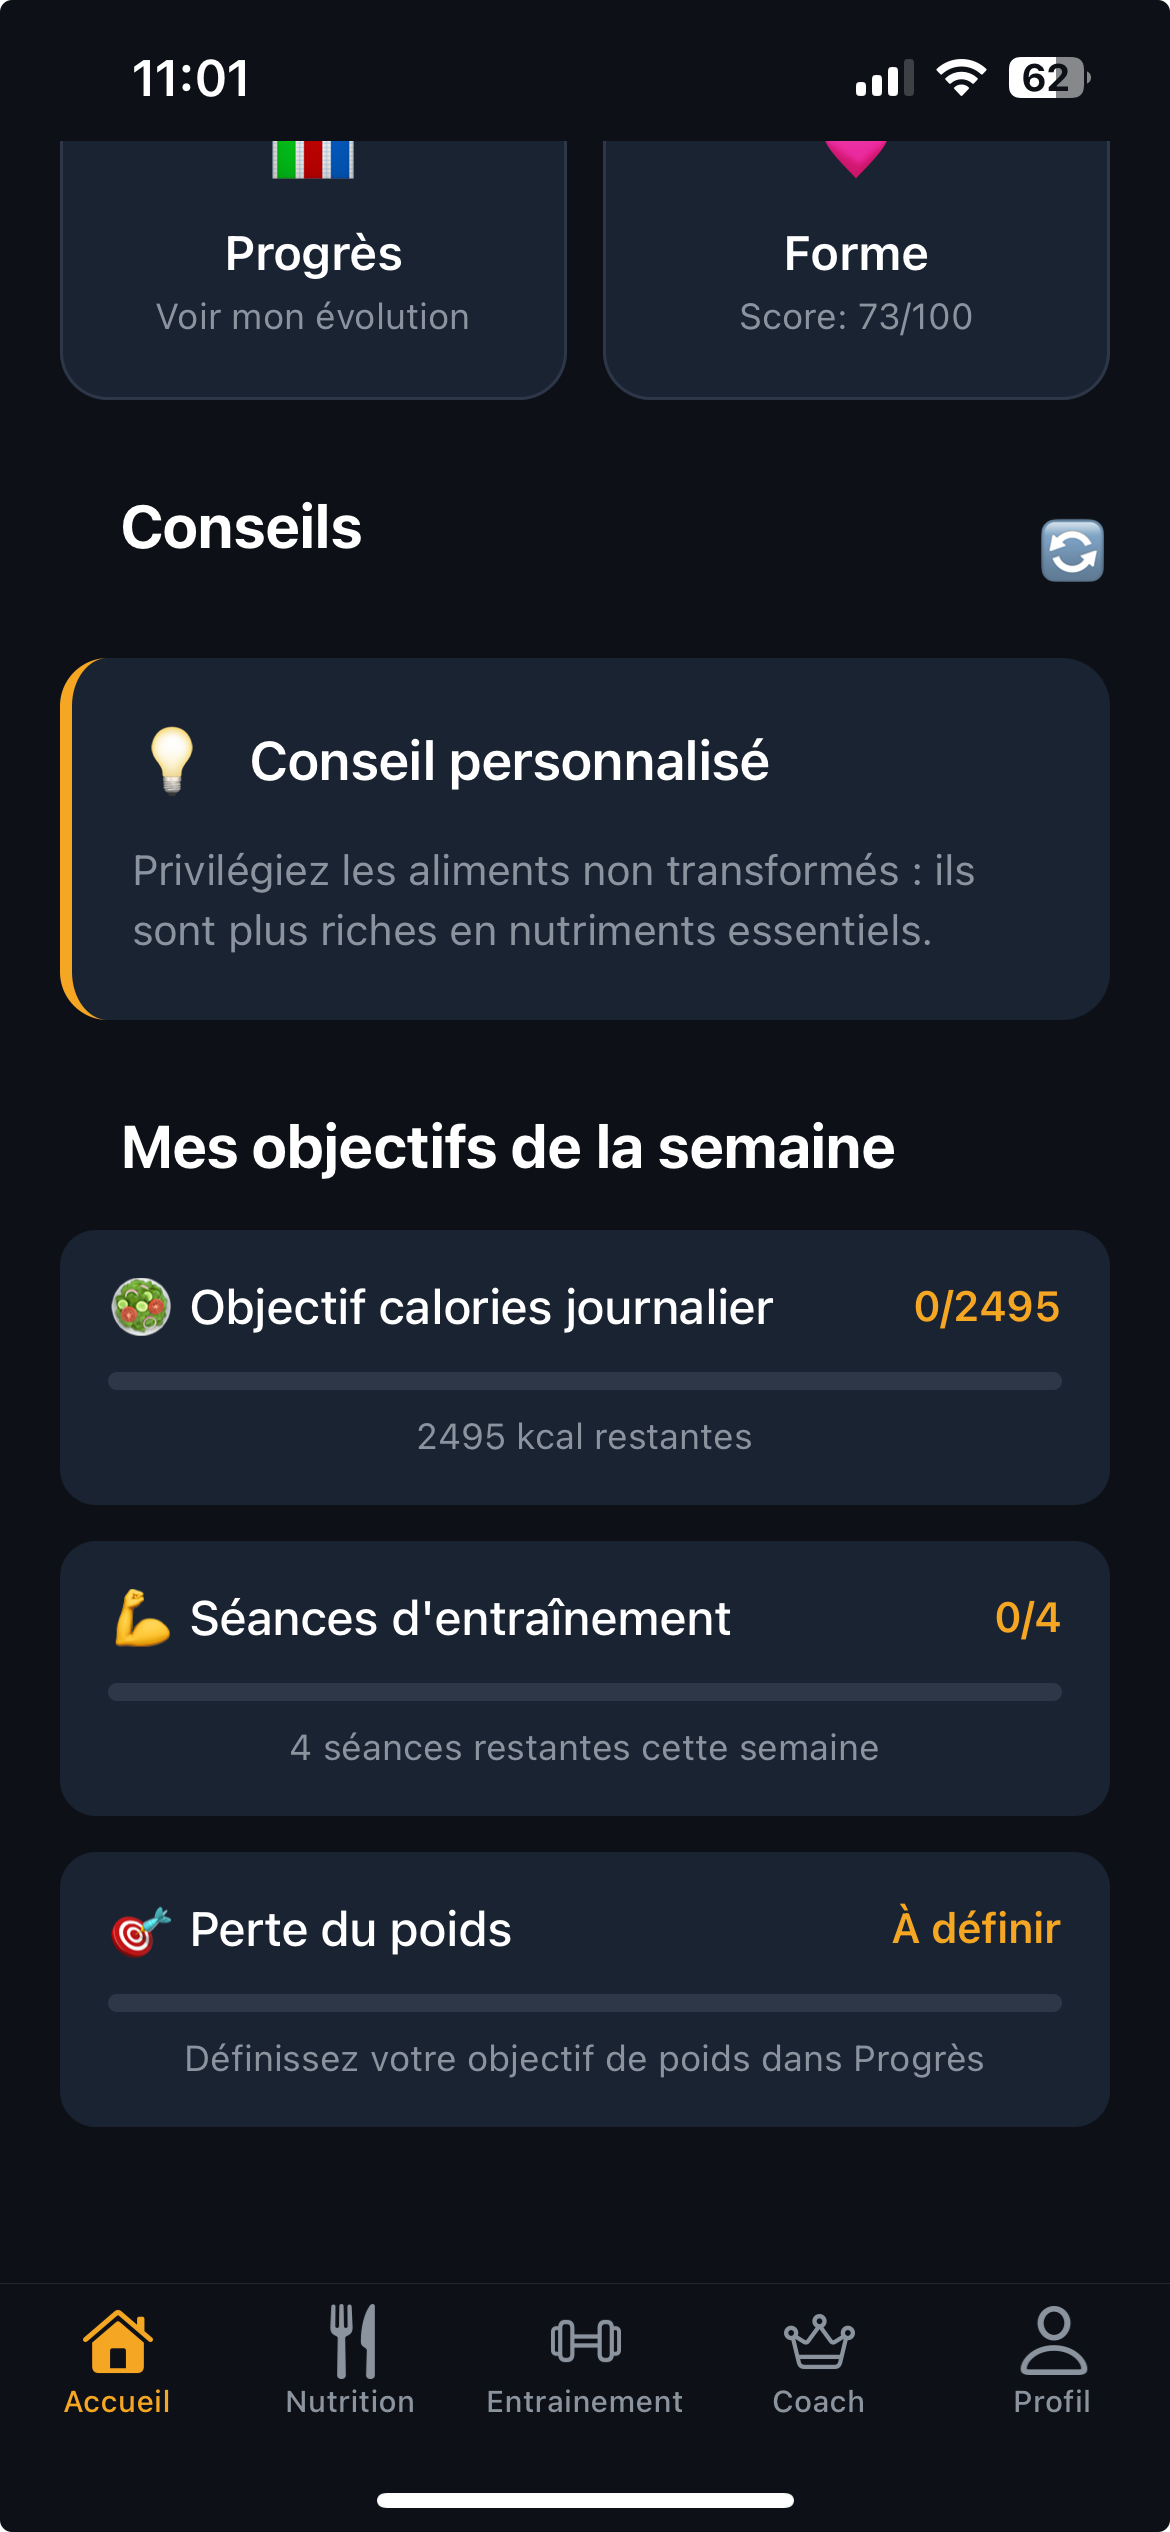 11:01
62
Progrès
Voir mon évolution
Forme
Score: 73/100
Conseils
Conseil personnalisé
Privilégiez les aliments non transformés : ils
sont plus riches en nutriments essentiels.
Mes objectifs de la semaine
Objectif calories journalier
0/2495
2495 kcal restantes
Séances d'entraînement
0/4
4 séances restantes cette semaine
Perte du poids
À définir
Définissez votre objectif de poids dans Progrès
Accueil
Nutrition
Entrainement
Coach
Profil